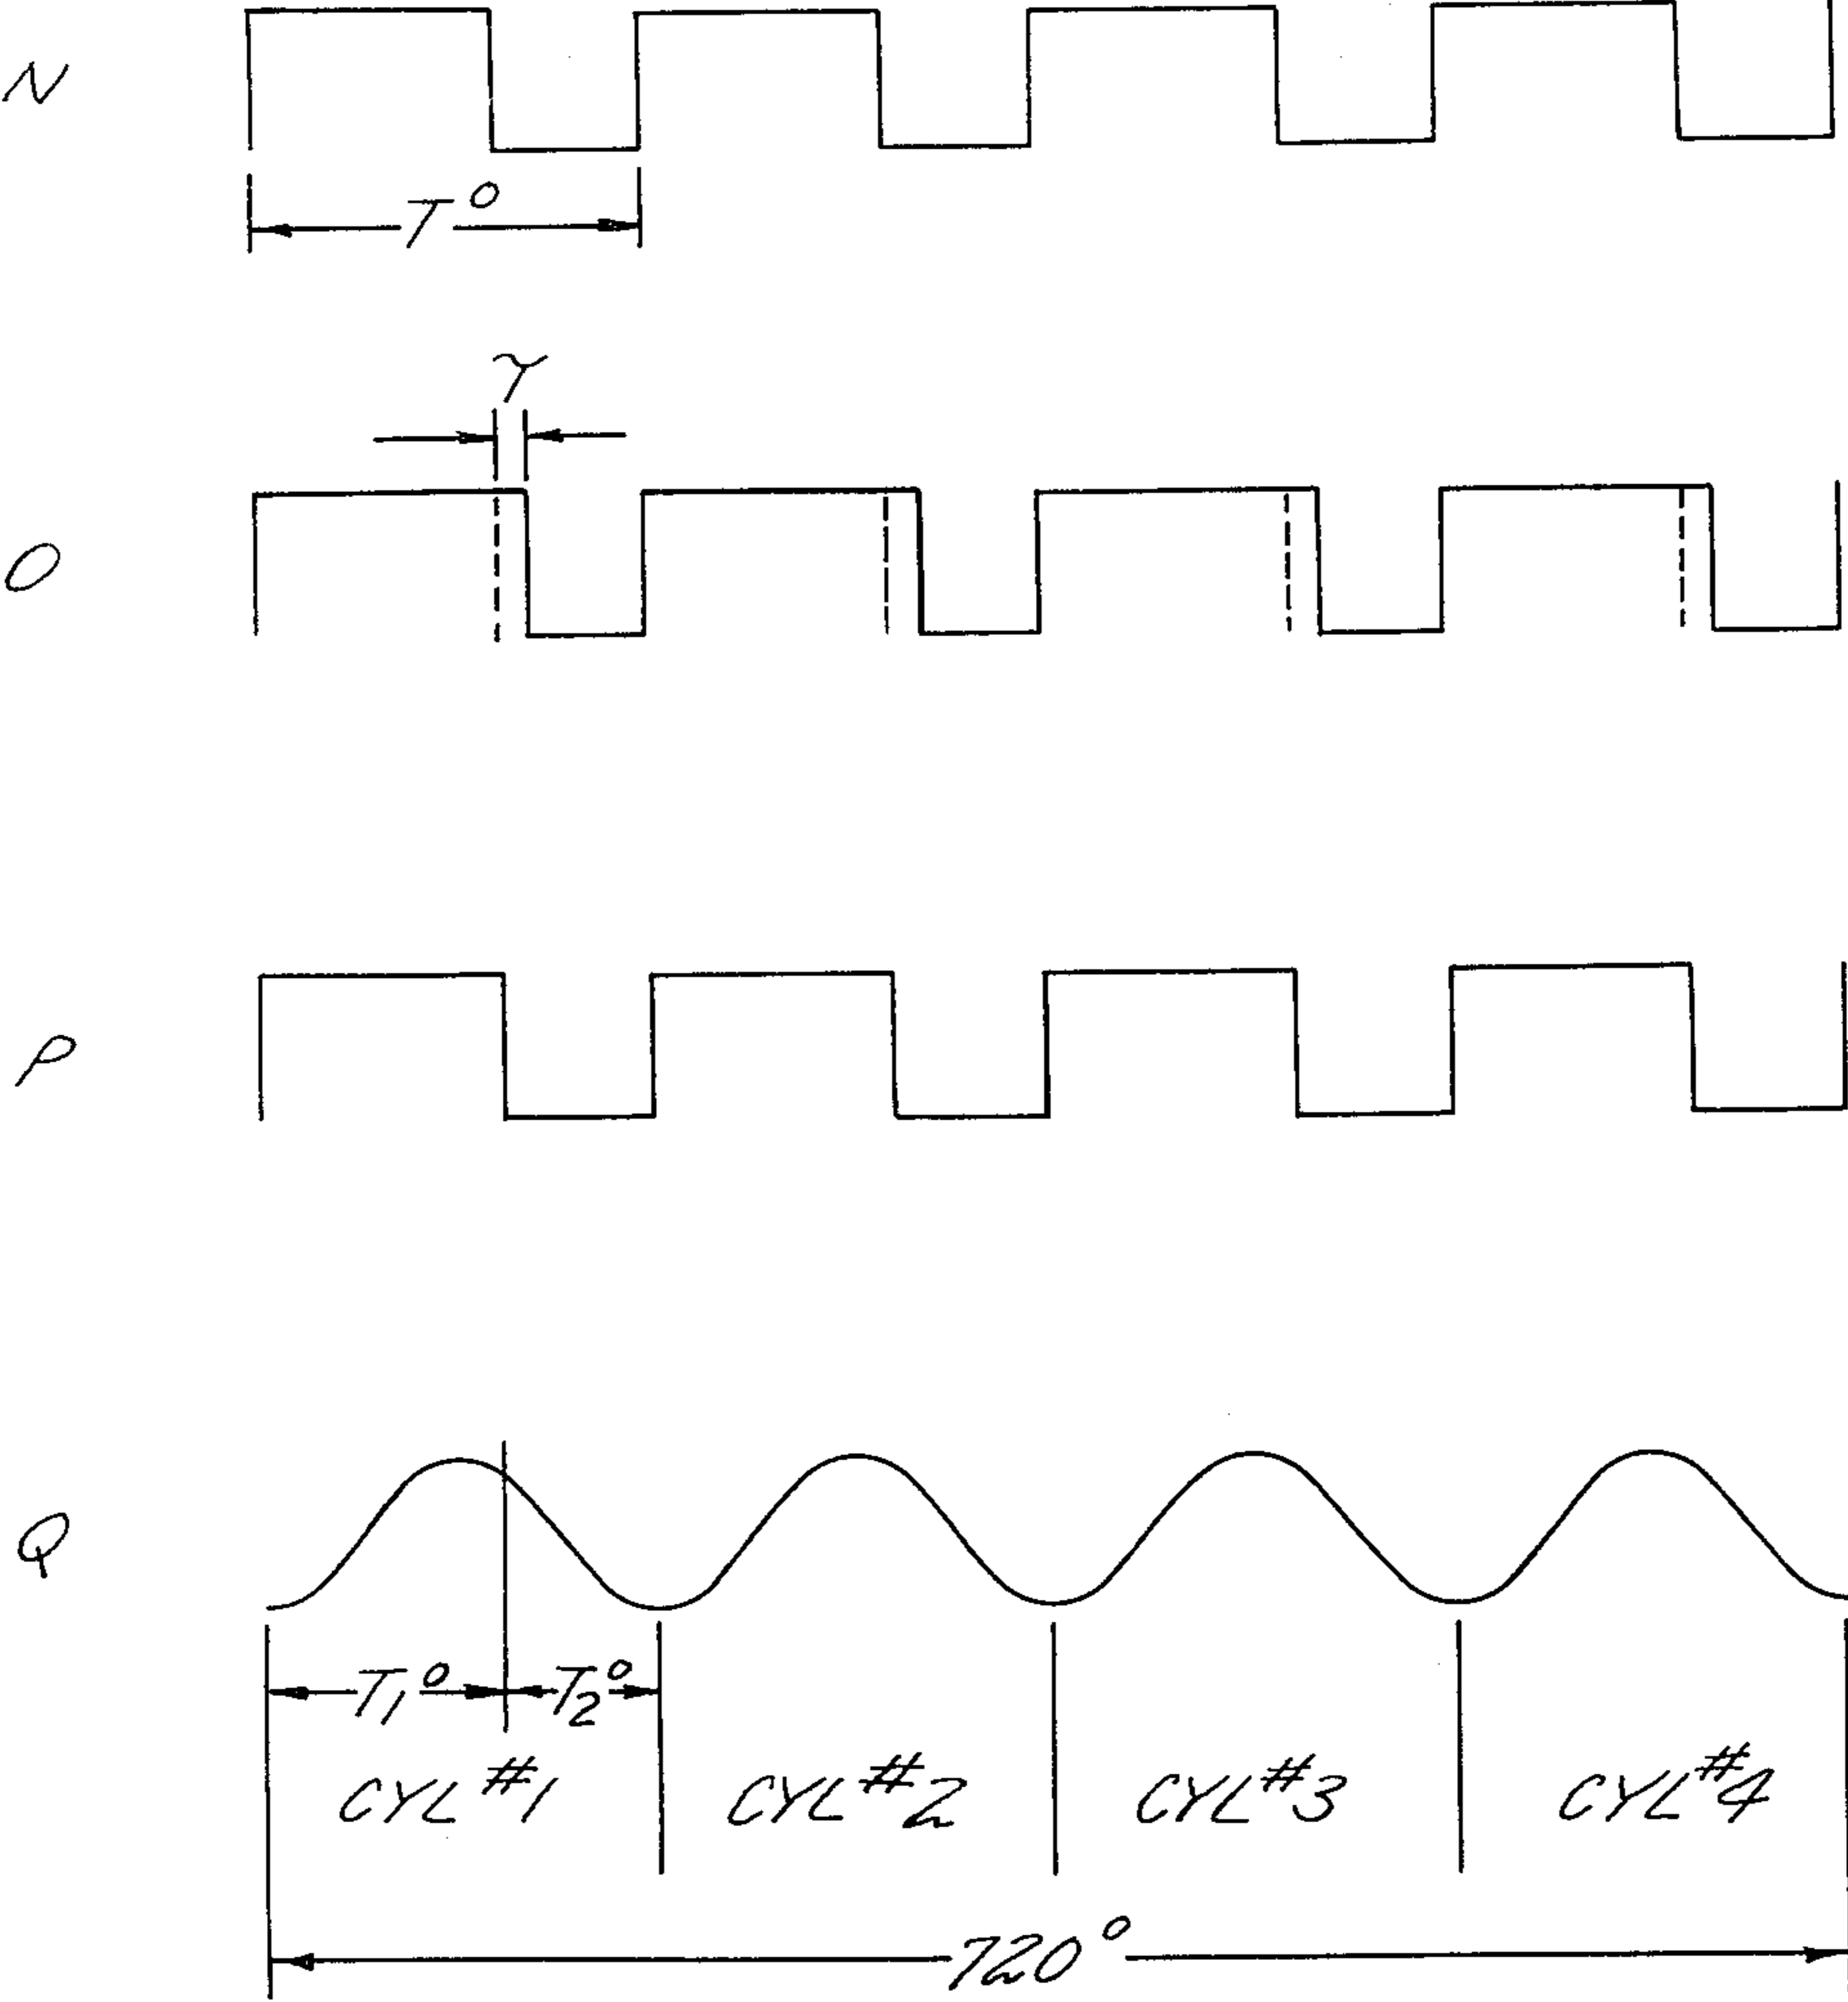 N
T°
τ
O
P
Q
T₁° T₂°
CYL #1 CYL #2 CYL #3 CYL #4
720°